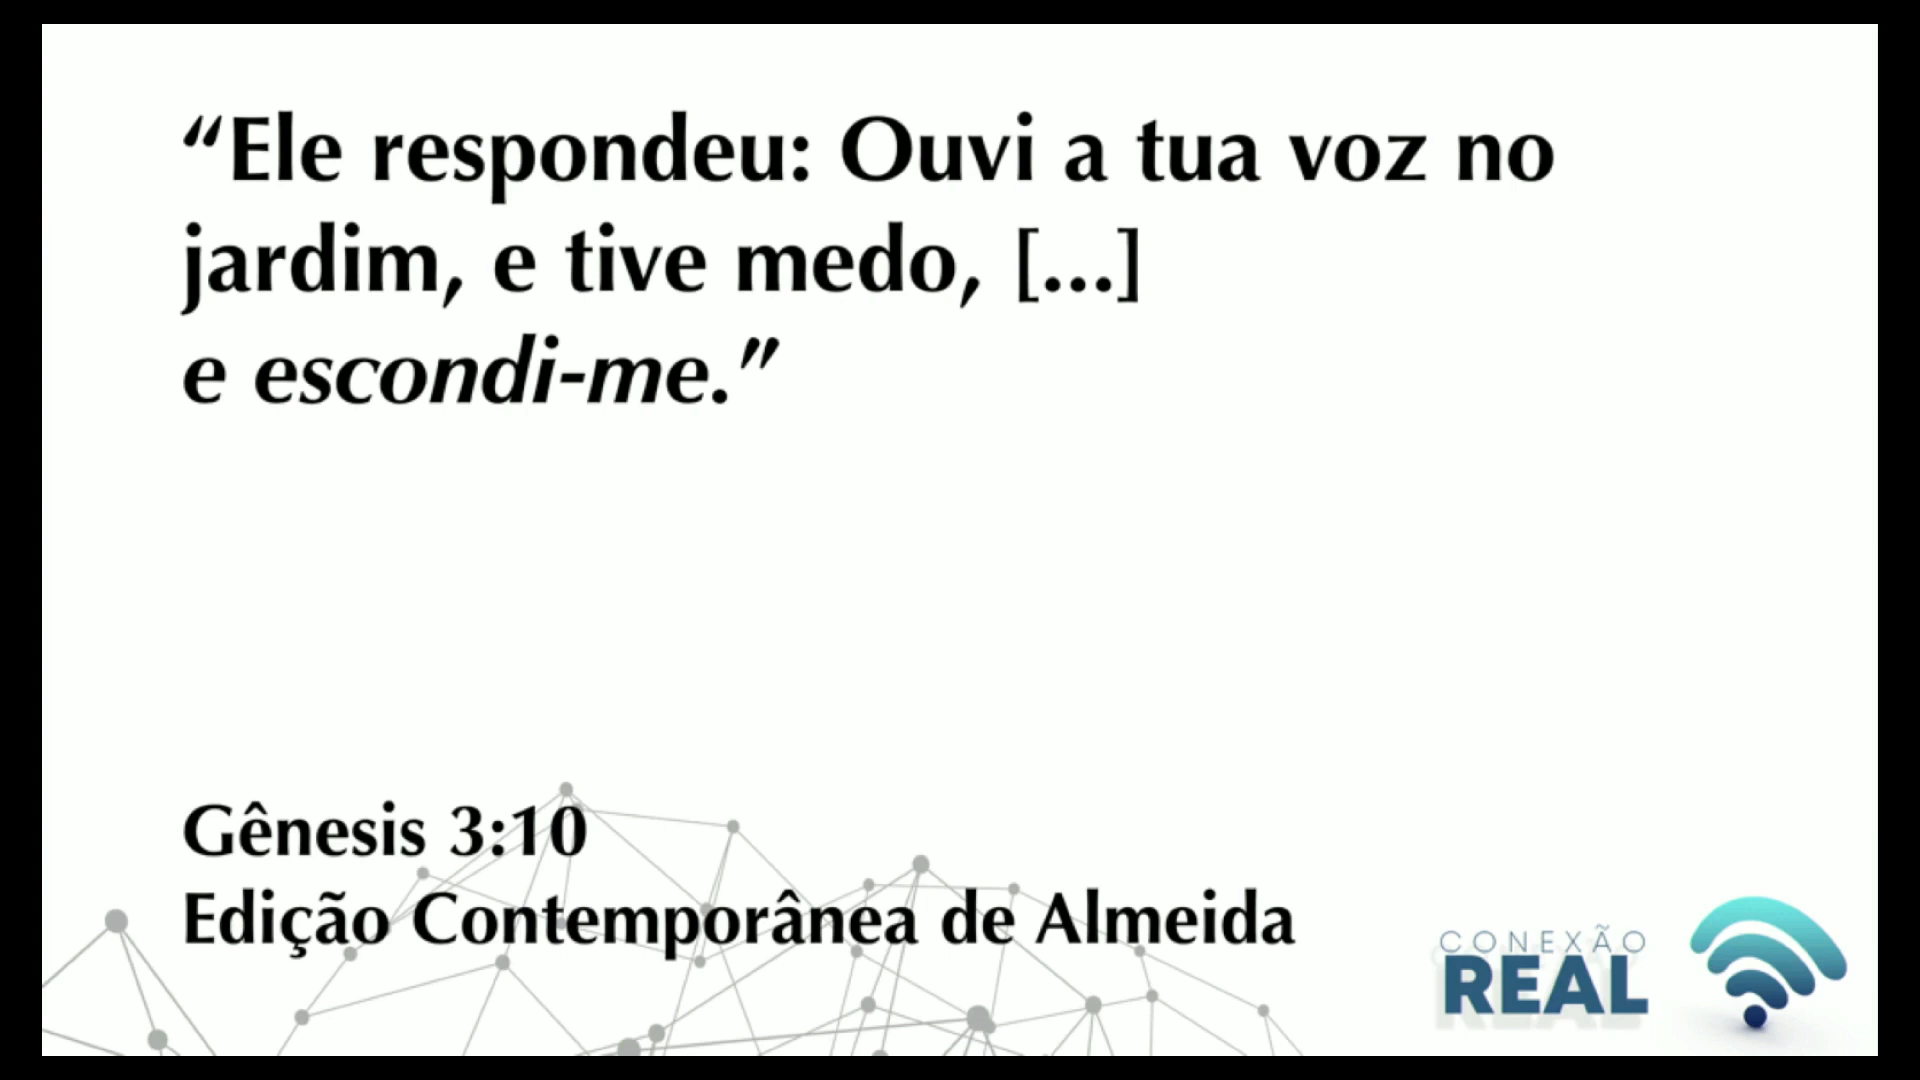 “Ele respondeu: Ouvi a tua voz no
jardim, e tive medo, [...]
e escondi-me.”
Gênesis 3:10
Edição Contemporânea de Almeida
CONEXÃO
REAL